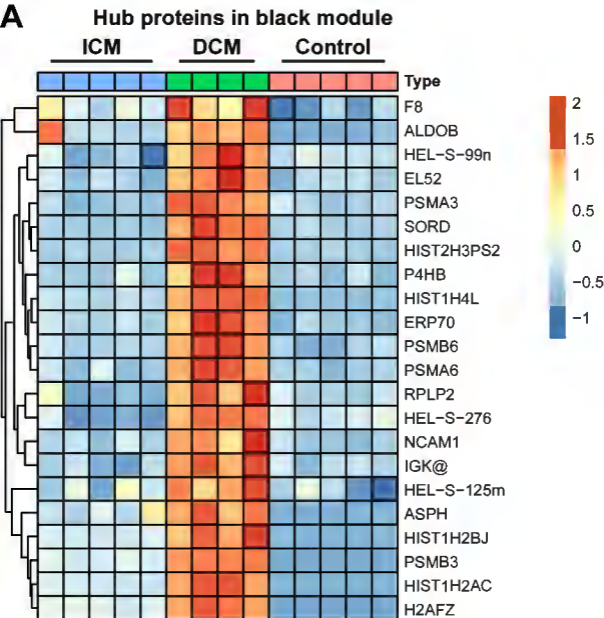 A
Hub proteins in black module
ICM DCM Control
Type
F8
ALDOB
HEL-S-99n
EL52
PSMA3
SORD
HIST2H3PS2
P4HB
HIST1H4L
ERP70
PSMB6
PSMA6
RPLP2
HEL-S-276
NCAM1
IGK@
HEL-S-125m
ASPH
HIST1H2BJ
PSMB3
HIST1H2AC
H2AFZ
2
1.5
1
0.5
0
−0.5
−1